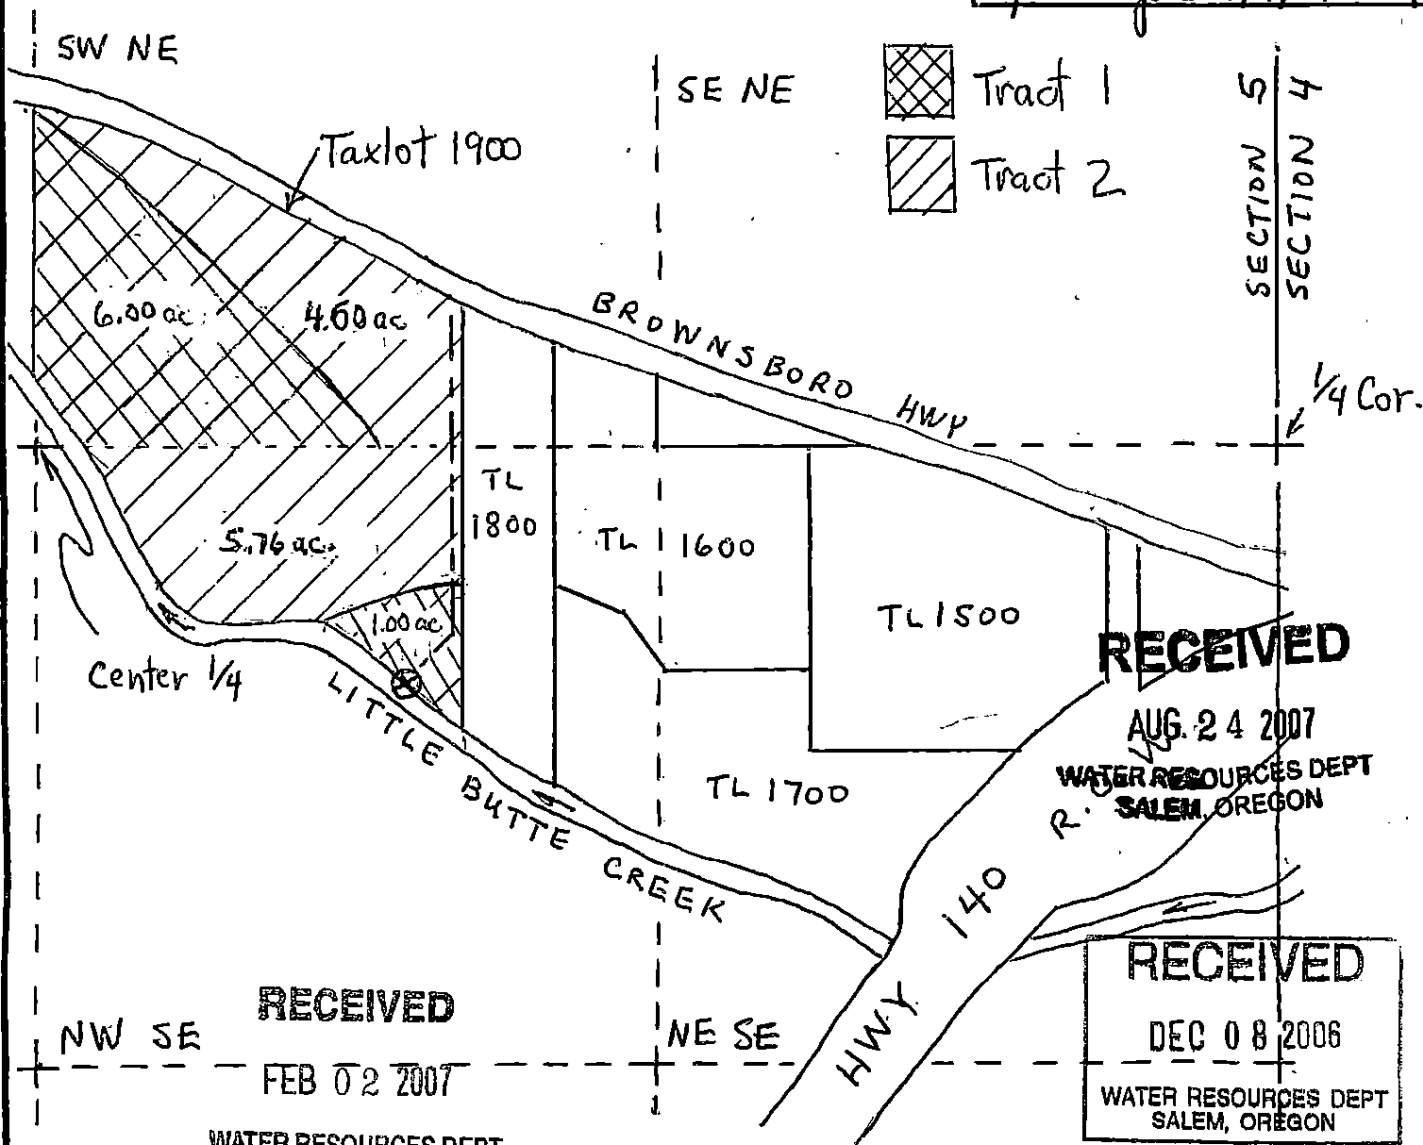 SW NE
SE NE
Tract 1
Tract 2
SECTION 5
SECTION 4
Taxlot 1900
6.00 ac.
4.60 ac
BROWNSBORO HWY
1/4 Cor.
TL
1800
TL 1600
5.76 ac.
TL 1500
1.00 ac
Center 1/4
LITTLE BUTTE CREEK
TL 1700
RECEIVED
AUG 24 2007
WATER RESOURCES DEPT
SALEM, OREGON
HWY 140 R.O.W.
RECEIVED
DEC 08 2006
WATER RESOURCES DEPT
SALEM, OREGON
NW SE
NE SE
RECEIVED
FEB 02 2007
WATER RESOURCES DEPT